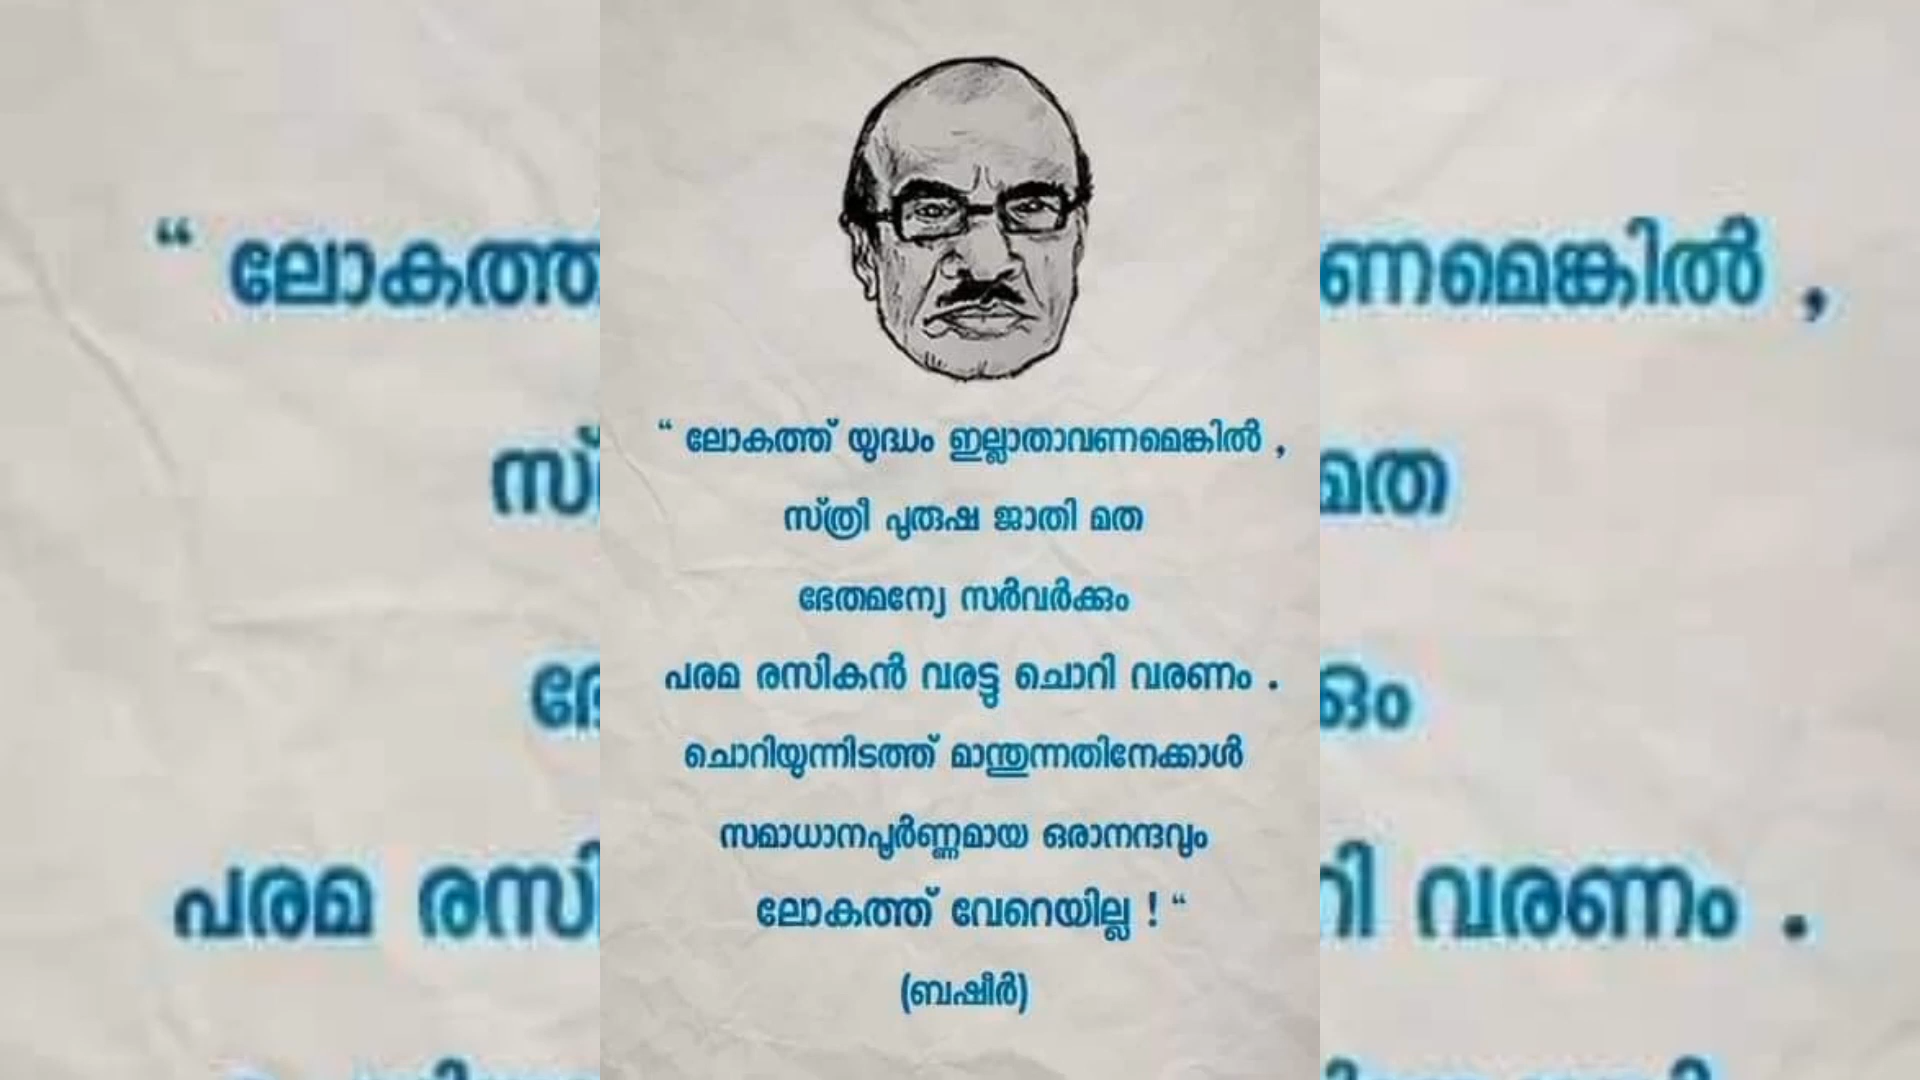 “ ലോകത്ത് യുദ്ധം ഇല്ലാതാവണമെങ്കിൽ ,
സ്ത്രീ പുരുഷ ജാതി മത
ഭേതമന്യേ സർവർക്കും
പരമ രസികൻ വരട്ടു ചൊറി വരണം .
ചൊറിയുന്നിടത്ത് മാന്തുന്നതിനേക്കാൾ
സമാധാനപൂർണ്ണമായ ഒരാനന്ദവും
ലോകത്ത് വേറെയില്ല ! “
(ബഷീർ)